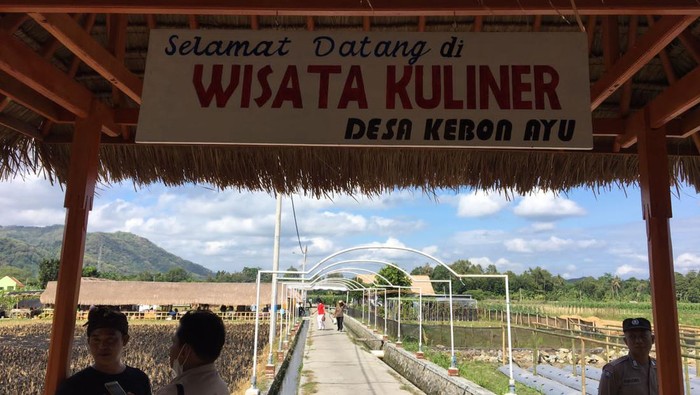 Selamat Datang di
WISATA KULINER
DESA KEBON AYU